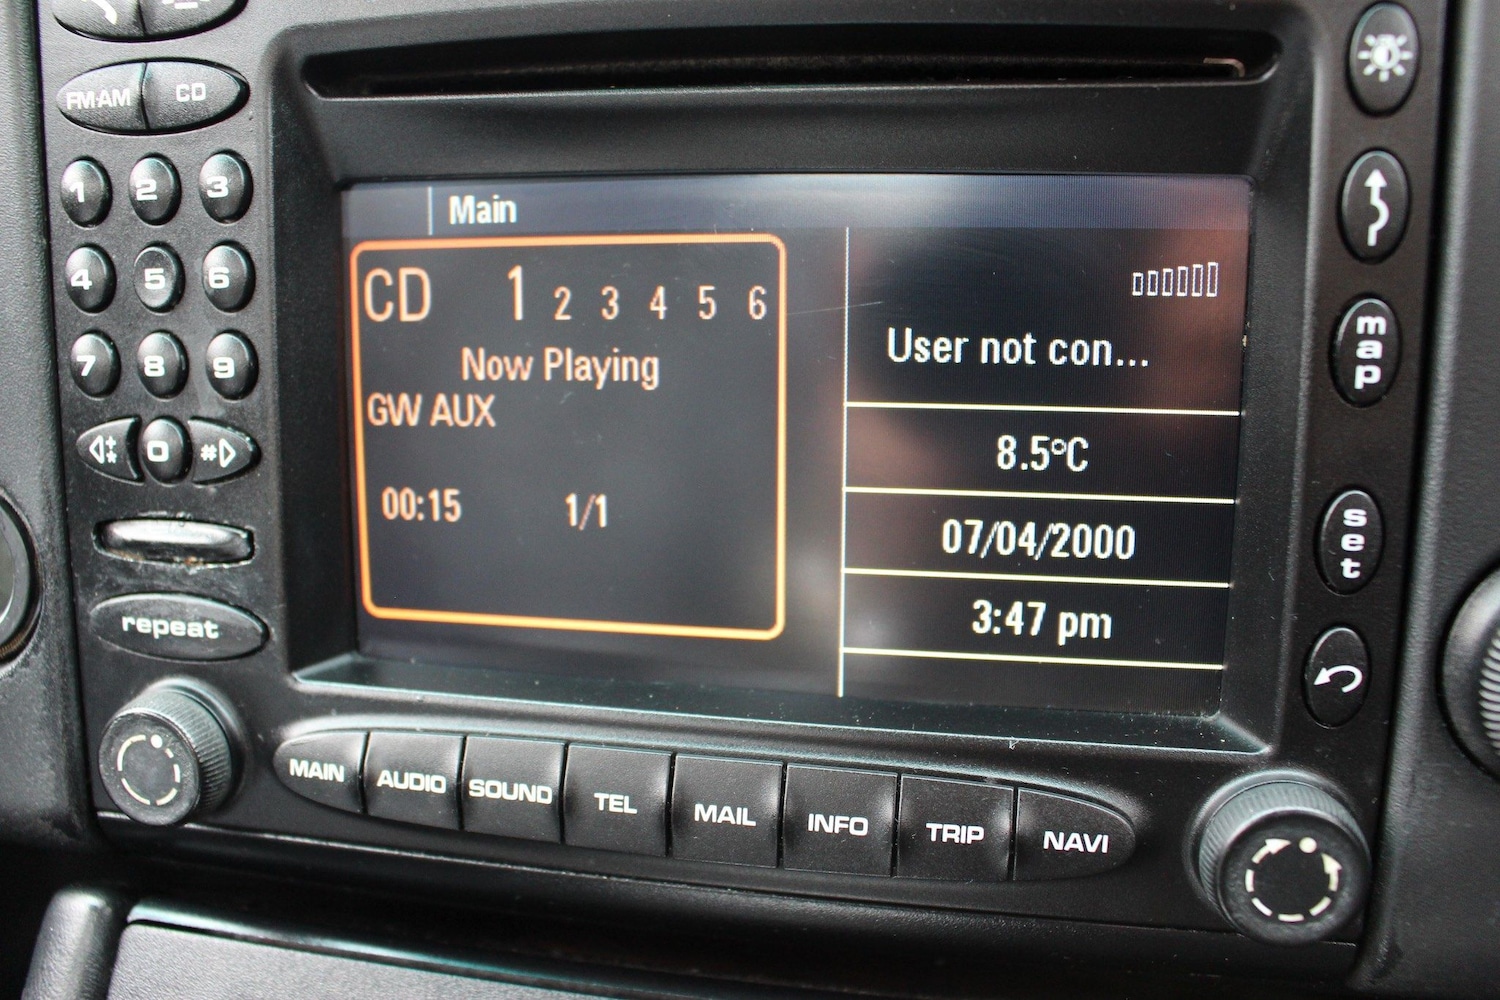 FM·AM CD
1 2 3
4 5 6
7 8 9
* 0 #
repeat
Main
CD 1 2 3 4 5 6
Now Playing
GW AUX
00:15 1/1
User not con...
8.5°C
07/04/2000
3:47 pm
map
set
MAIN AUDIO SOUND TEL MAIL INFO TRIP NAVI